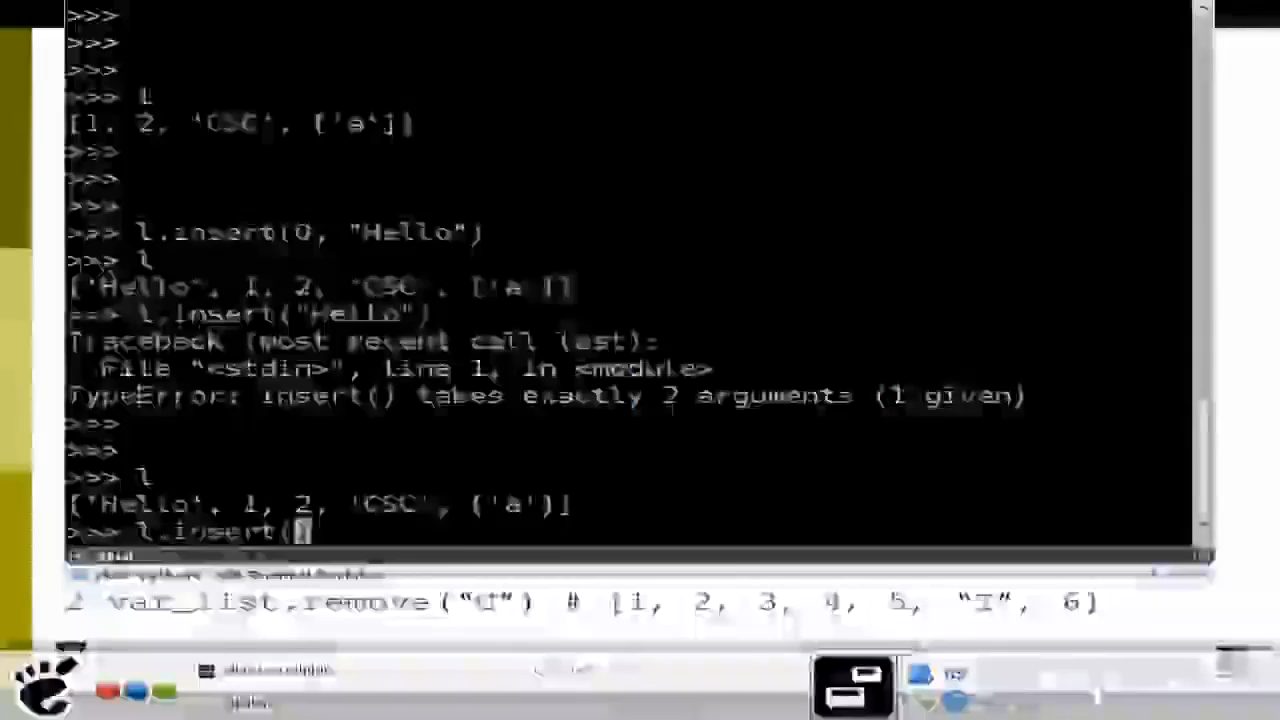 >>>
>>>
>>>
>>> l
[1, 2, 'CSC', ['a']]
>>>
>>>
>>>
>>> l.insert(0, "Hello")
>>> l
['Hello', 1, 2, 'CSC', ['a']]
>>> l.insert("Hello")
Traceback (most recent call last):
File "<stdin>", line 1, in <module>
TypeError: insert() takes exactly 2 arguments (1 given)
>>>
>>>
>>> l
['Hello', 1, 2, 'CSC', ['a']]
>>> l.insert(
var_list.remove("G") # [1, 2, 3, 4, 5, "I", 6]